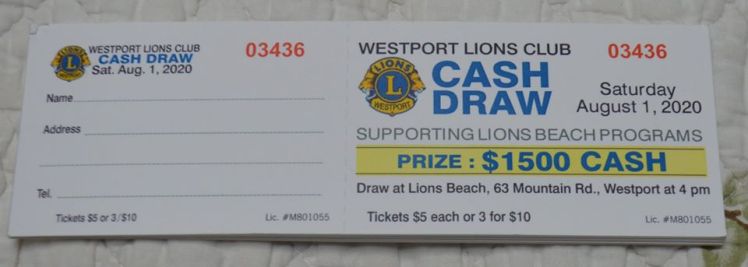 WESTPORT LIONS CLUB
CASH DRAW
Sat. Aug. 1, 2020
03436
LIONS
L
WESTPORT
Name
Address
Tel.
Tickets $5 or 3/$10
Lic. #M801055
WESTPORT LIONS CLUB
03436
LIONS
L
WESTPORT
CASH
DRAW
Saturday
August 1, 2020
SUPPORTING LIONS BEACH PROGRAMS
PRIZE : $1500 CASH
Draw at Lions Beach, 63 Mountain Rd., Westport at 4 pm
Tickets $5 each or 3 for $10
Lic. #M801055